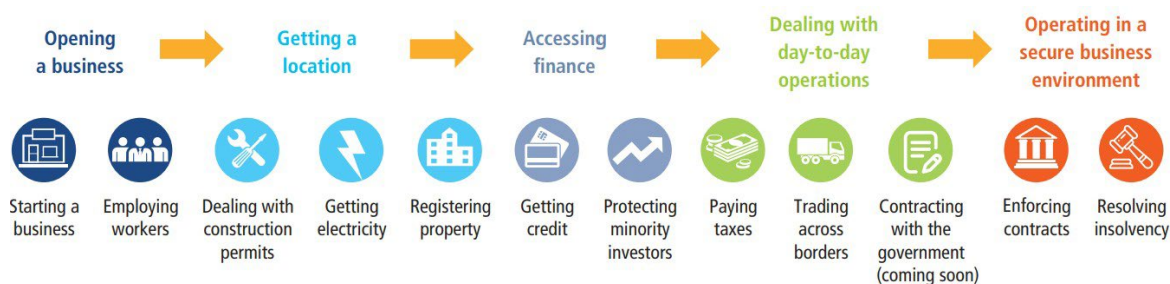 Opening
a business
Getting a
location
Accessing
finance
Dealing with
day-to-day
operations
Operating in a
secure business
environment
Starting a
business
Employing
workers
Dealing with
construction
permits
Getting
electricity
Registering
property
Getting
credit
Protecting
minority
investors
Paying
taxes
Trading
across
borders
Contracting
with the
government
(coming soon)
Enforcing
contracts
Resolving
insolvency